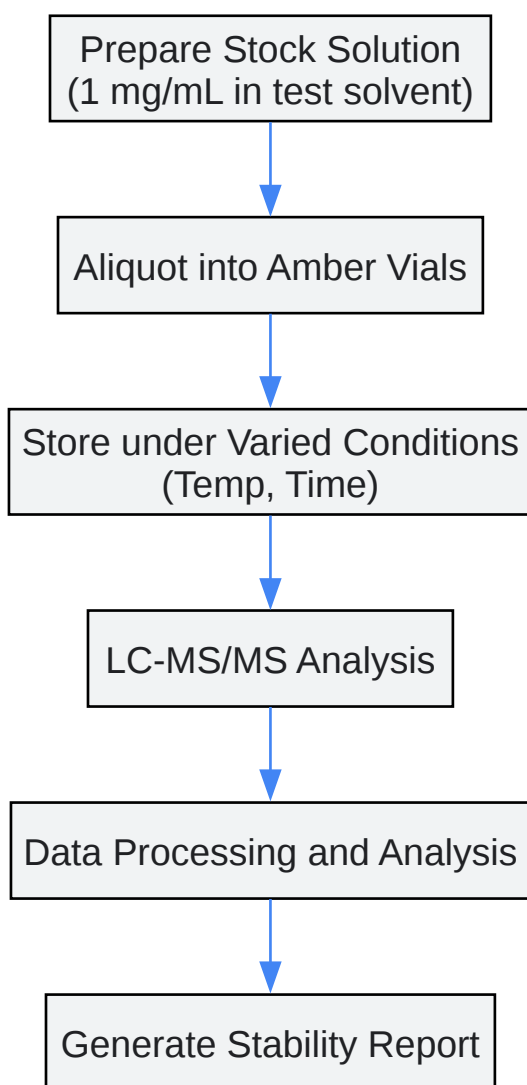 Prepare Stock Solution
(1 mg/mL in test solvent)
Aliquot into Amber Vials
Store under Varied Conditions
(Temp, Time)
LC-MS/MS Analysis
Data Processing and Analysis
Generate Stability Report